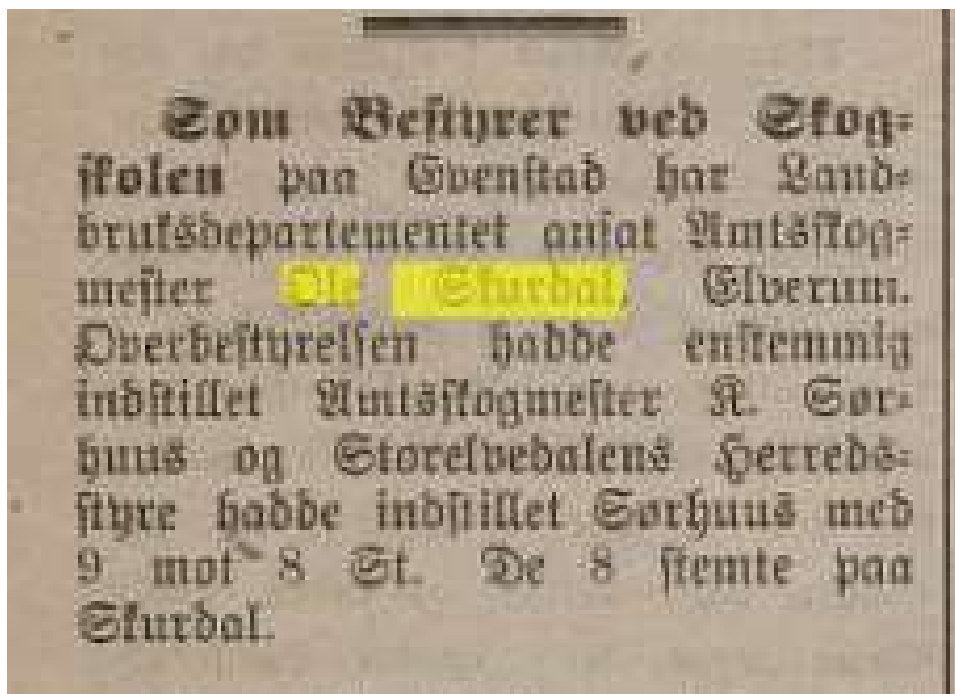 Som Bestyrer ved Skog-
skolen paa Evenstad har Land-
bruksdepartementet ansat Amtsskog-
mester Ole Skurdal, Elverum.
Overbestyrelsen hadde enstemmig
indstillet Amtsskogmester K. Sør-
huus og Storelvedalens Herreds-
styre hadde indstillet Sørhuus med
9 mot 8 St. De 8 stemte paa
Skurdal.